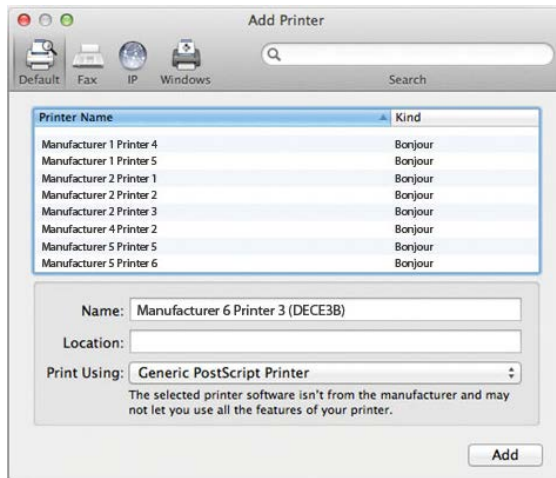 Add Printer
Default Fax IP Windows Search
Printer Name Kind
Manufacturer 1 Printer 4 Bonjour
Manufacturer 1 Printer 5 Bonjour
Manufacturer 2 Printer 1 Bonjour
Manufacturer 2 Printer 2 Bonjour
Manufacturer 2 Printer 3 Bonjour
Manufacturer 4 Printer 2 Bonjour
Manufacturer 5 Printer 5 Bonjour
Manufacturer 5 Printer 6 Bonjour
Name: Manufacturer 6 Printer 3 (DECE3B)
Location:
Print Using: Generic PostScript Printer
The selected printer software isn't from the manufacturer and may
not let you use all the features of your printer.
Add